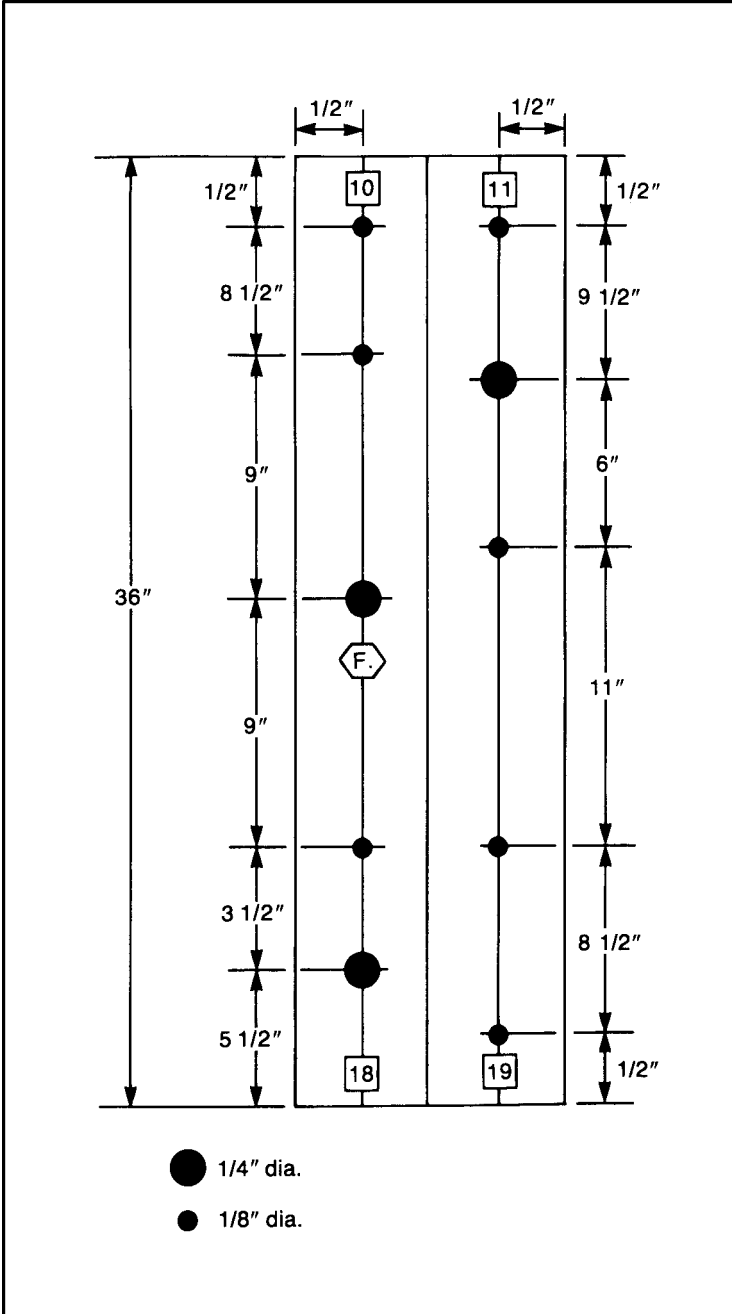 1/2″ 1/2″
10 11
1/2″ 1/2″
8 1/2″ 9 1/2″
9″ 6″
36″
F.
11″
9″
3 1/2″
8 1/2″
5 1/2″
18 19 1/2″
1/4″ dia.
1/8″ dia.